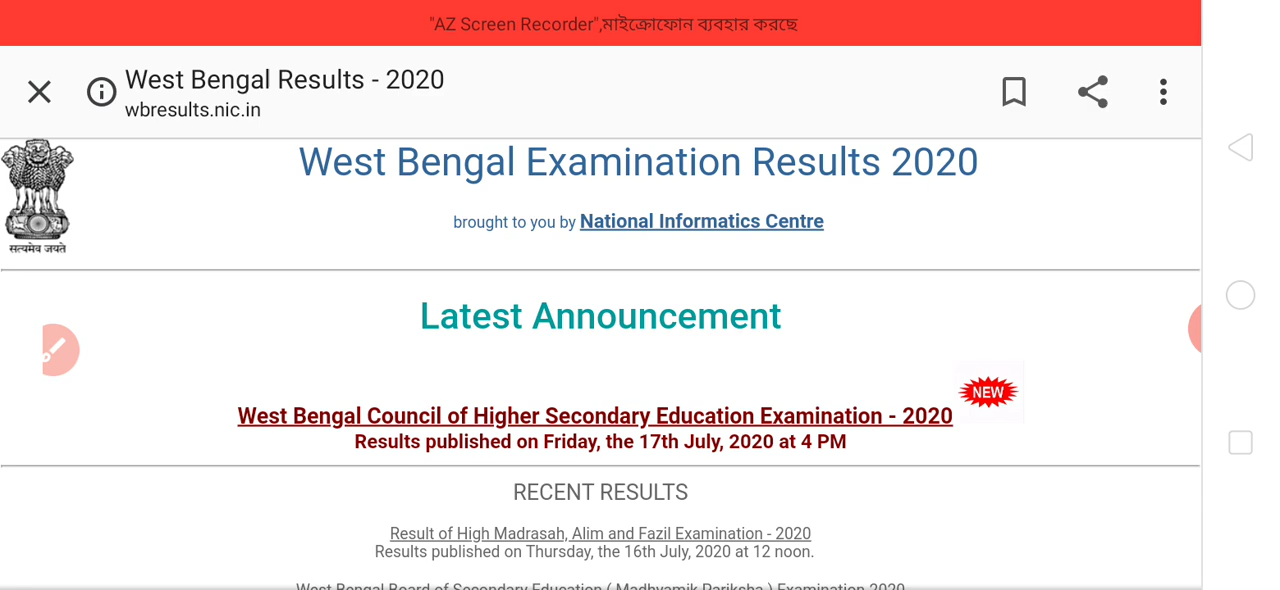 "AZ Screen Recorder",মাইক্রোফোন ব্যবহার করছে
West Bengal Results - 2020
wbresults.nic.in
West Bengal Examination Results 2020
brought to you by National Informatics Centre
सत्यमेव जयते
Latest Announcement
NEW
West Bengal Council of Higher Secondary Education Examination - 2020
Results published on Friday, the 17th July, 2020 at 4 PM
RECENT RESULTS
Result of High Madrasah, Alim and Fazil Examination - 2020
Results published on Thursday, the 16th July, 2020 at 12 noon.
West Bengal Board of Secondary Education ( Madhyamik Pariksha ) Examination 2020